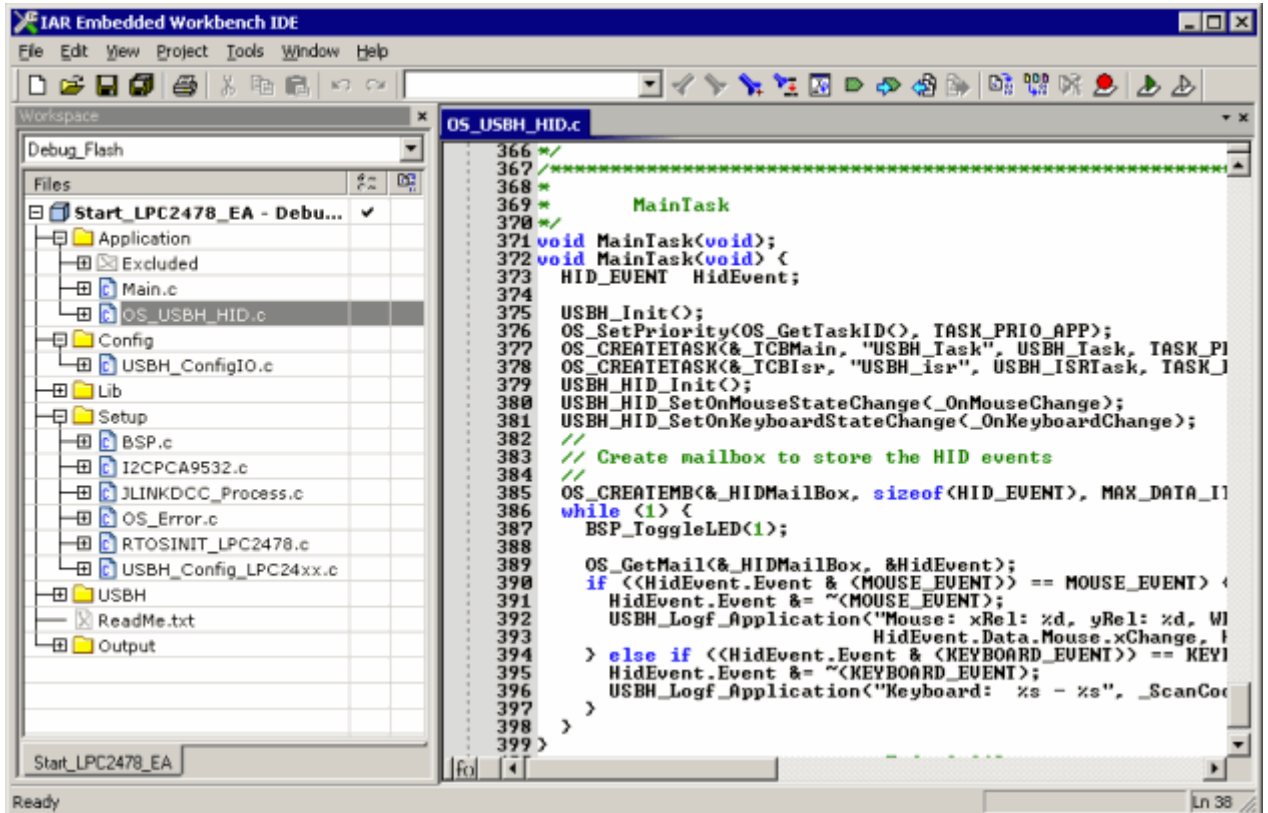 IAR Embedded Workbench IDE
File Edit View Project Tools Window Help
Workspace
Debug_Flash
Files
Start_LPC2478_EA - Debu...
Application
Excluded
Main.c
OS_USBH_HID.c
Config
USBH_ConfigIO.c
Lib
Setup
BSP.c
I2CPCA9532.c
JLINKDCC_Process.c
OS_Error.c
RTOSINIT_LPC2478.c
USBH_Config_LPC24xx.c
USBH
ReadMe.txt
Output
Start_LPC2478_EA
OS_USBH_HID.c
366 */
367 /*********************************************************************
368 *
369 *       MainTask
370 */
371 void MainTask(void);
372 void MainTask(void) {
373   HID_EVENT  HidEvent;
374
375   USBH_Init();
376   OS_SetPriority(OS_GetTaskID(), TASK_PRIO_APP);
377   OS_CREATETASK(&_TCBMain, "USBH_Task", USBH_Task, TASK_P
378   OS_CREATETASK(&_TCBIsr, "USBH_isr", USBH_ISRTask, TASK_
379   USBH_HID_Init();
380   USBH_HID_SetOnMouseStateChange(_OnMouseChange);
381   USBH_HID_SetOnKeyboardStateChange(_OnKeyboardChange);
382   //
383   // Create mailbox to store the HID events
384   //
385   OS_CREATEMB(&_HIDMailBox, sizeof(HID_EVENT), MAX_DATA_I
386   while (1) {
387     BSP_ToggleLED(1);
388
389     OS_GetMail(&_HIDMailBox, &HidEvent);
390     if ((HidEvent.Event & (MOUSE_EVENT)) == MOUSE_EVENT) {
391       HidEvent.Event &= ~(MOUSE_EVENT);
392       USBH_Logf_Application("Mouse: xRel: %d, yRel: %d, W
393                             HidEvent.Data.Mouse.xChange, H
394     } else if ((HidEvent.Event & (KEYBOARD_EVENT)) == KEY
395       HidEvent.Event &= ~(KEYBOARD_EVENT);
396       USBH_Logf_Application("Keyboard:  %s - %s", _ScanCo
397     }
398   }
399 }
fo
Ready
Ln 38